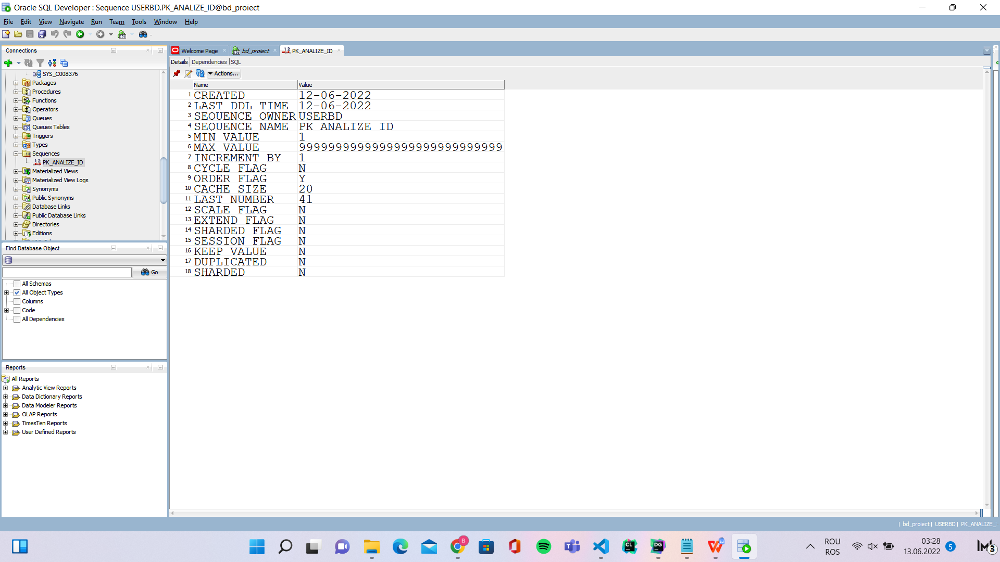 Oracle SQL Developer : Sequence USERBD.PK_ANALIZE_ID@bd_proiect
File Edit View Navigate Run Team Tools Window Help
Connections
SYS_C008376
Packages
Procedures
Functions
Operators
Queues
Queues Tables
Triggers
Types
Sequences
PK_ANALIZE_ID
Materialized Views
Materialized View Logs
Synonyms
Public Synonyms
Database Links
Public Database Links
Directories
Editions
Find Database Object
Go
All Schemas
All Object Types
Columns
Code
All Dependencies
Reports
All Reports
Analytic View Reports
Data Dictionary Reports
Data Modeler Reports
OLAP Reports
TimesTen Reports
User Defined Reports
Welcome Page bd_proiect PK_ANALIZE_ID
Details Dependencies SQL
Actions...
Name Value
1 CREATED 12-06-2022
2 LAST DDL TIME 12-06-2022
3 SEQUENCE OWNER USERBD
4 SEQUENCE NAME PK ANALIZE ID
5 MIN VALUE 1
6 MAX VALUE 9999999999999999999999999999
7 INCREMENT BY 1
8 CYCLE FLAG N
9 ORDER FLAG Y
10 CACHE SIZE 20
11 LAST NUMBER 41
12 SCALE FLAG N
13 EXTEND FLAG N
14 SHARDED FLAG N
15 SESSION FLAG N
16 KEEP VALUE N
17 DUPLICATED N
18 SHARDED N
bd_proiect | USERBD | PK_ANALIZE_
ROU
ROS
03:28
13.06.2022
5
3